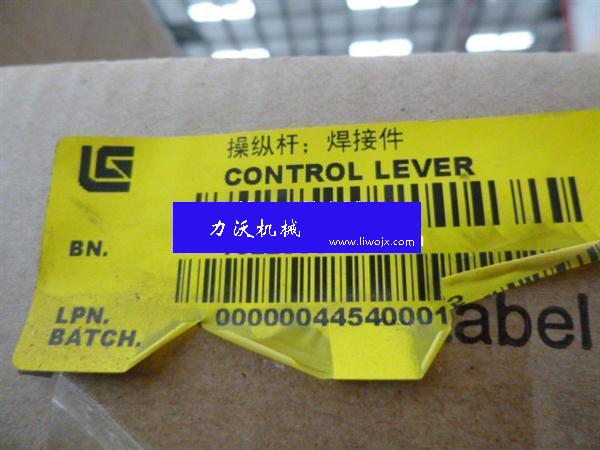 操纵杆；焊接件
CONTROL LEVER
力沃机械
www.liwojx.com
BN.
LPN. 000000445400013
BATCH.
abel